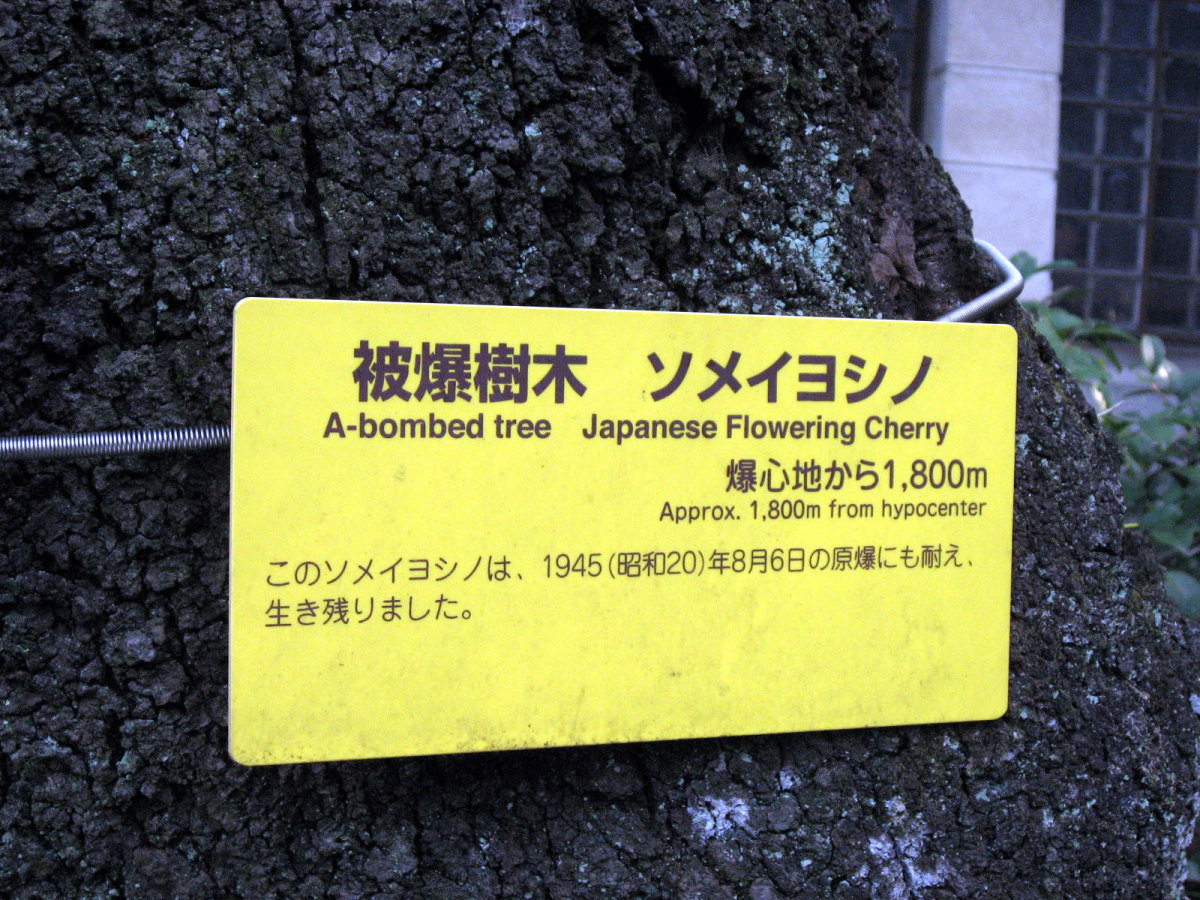 被爆樹木　ソメイヨシノ
A-bombed tree　Japanese Flowering Cherry
爆心地から1,800m
Approx. 1,800m from hypocenter
このソメイヨシノは、1945(昭和20)年8月6日の原爆にも耐え、
生き残りました。